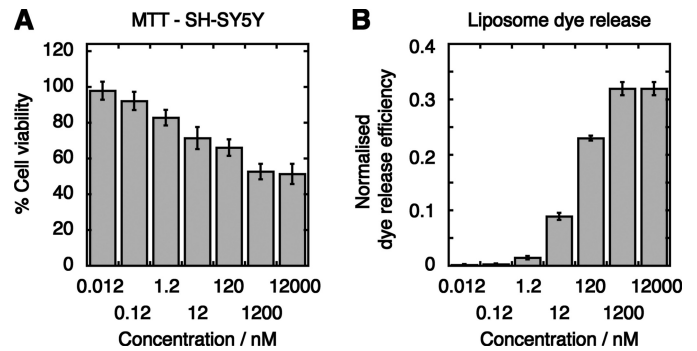 A
MTT - SH-SY5Y
% Cell viability
120
100
80
60
40
20
0
0.012 1.2 120 12000
0.12 12 1200
Concentration / nM
B
Liposome dye release
Normalised
dye release efficiency
0.4
0.3
0.2
0.1
0
0.012 1.2 120 12000
0.12 12 1200
Concentration / nM